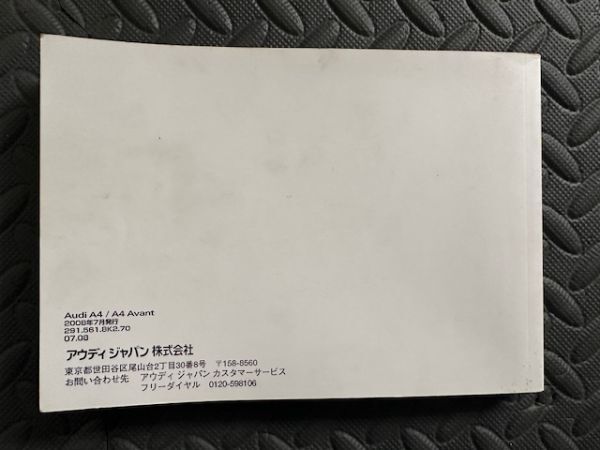 Audi A4 / A4 Avant
2008年7月発行
291.561.8K2.70
07.08
アウディ ジャパン 株式会社
東京都世田谷区尾山台2丁目30番8号 〒158-8560
お問い合わせ先 アウディ ジャパン カスタマーサービス
フリーダイヤル 0120-598106